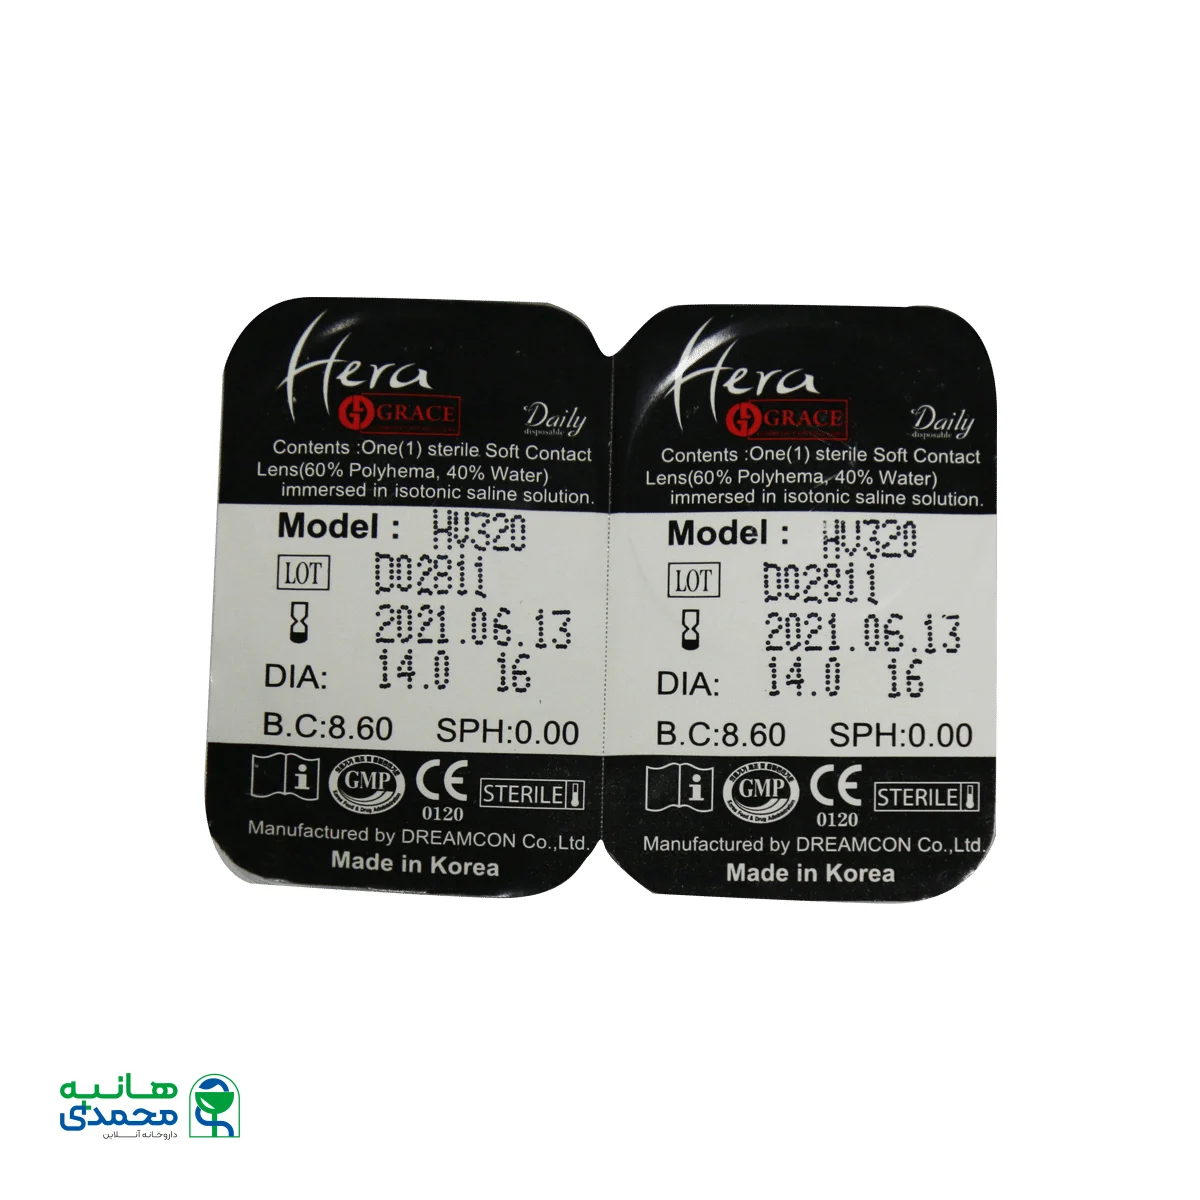 Hera
GRACE
Daily
disposable
Contents :One(1) sterile Soft Contact
Lens(60% Polyhema, 40% Water)
immersed in isotonic saline solution.
Model : HV320
LOT D02811
2021.06.13
DIA: 14.0 16
B.C:8.60 SPH:0.00
i GMP CE 0120 STERILE
Manufactured by DREAMCON Co.,Ltd.
Made in Korea
Hera
GRACE
Daily
disposable
Contents :One(1) sterile Soft Contact
Lens(60% Polyhema, 40% Water)
immersed in isotonic saline solution.
Model : HV320
LOT D02811
2021.06.13
DIA: 14.0 16
B.C:8.60 SPH:0.00
i GMP CE 0120 STERILE
Manufactured by DREAMCON Co.,Ltd.
Made in Korea
هانیه
محمدی
داروخانه آنلاین